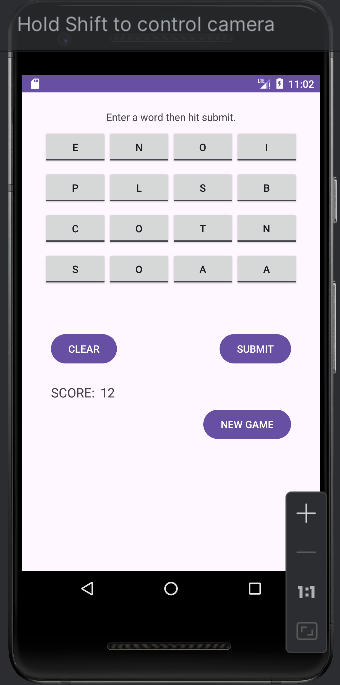 Hold Shift to control camera
LTE 11:02
Enter a word then hit submit.
E N O I
P L S B
C O T N
S O A A
CLEAR SUBMIT
SCORE: 12
NEW GAME
1:1